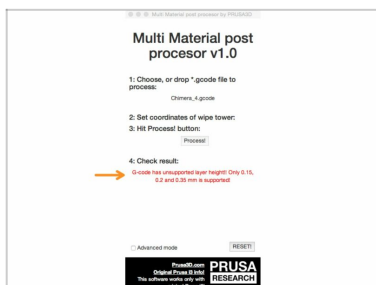 Multi Material post procesor by PRUSA3D
Multi Material post
procesor v1.0
1: Choose, or drop *.gcode file to
process:
Chimera_4.gcode
2: Set coordinates of wipe tower:
3: Hit Process! button:
Process!
4: Check result:
G-code has unsupported layer height! Only 0.15,
0.2 and 0.35 mm is supported!
Advanced mode
RESET!
Prusa3D.com
Original Prusa i3 info!
This software works only with
PRUSA
RESEARCH